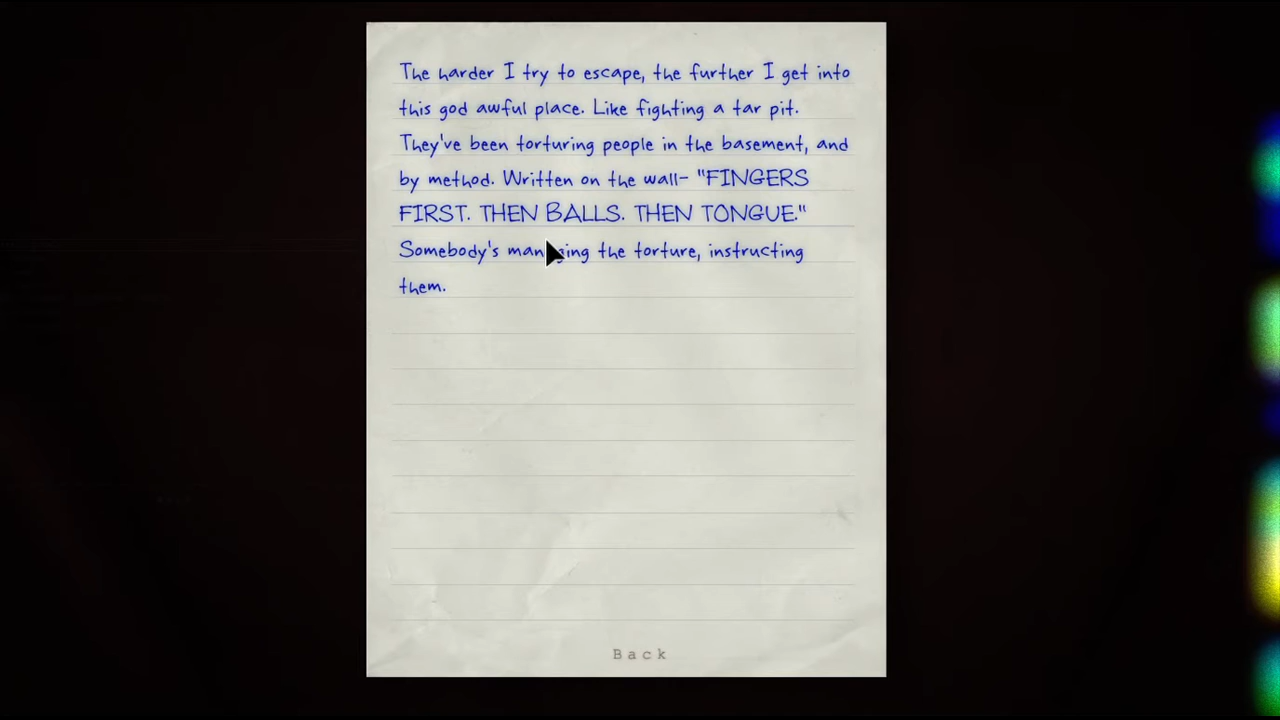 The harder I try to escape, the further I get into
this god awful place. Like fighting a tar pit.
They've been torturing people in the basement, and
by method. Written on the wall- "FINGERS
FIRST. THEN BALLS. THEN TONGUE."
Somebody's managing the torture, instructing
them.
Back